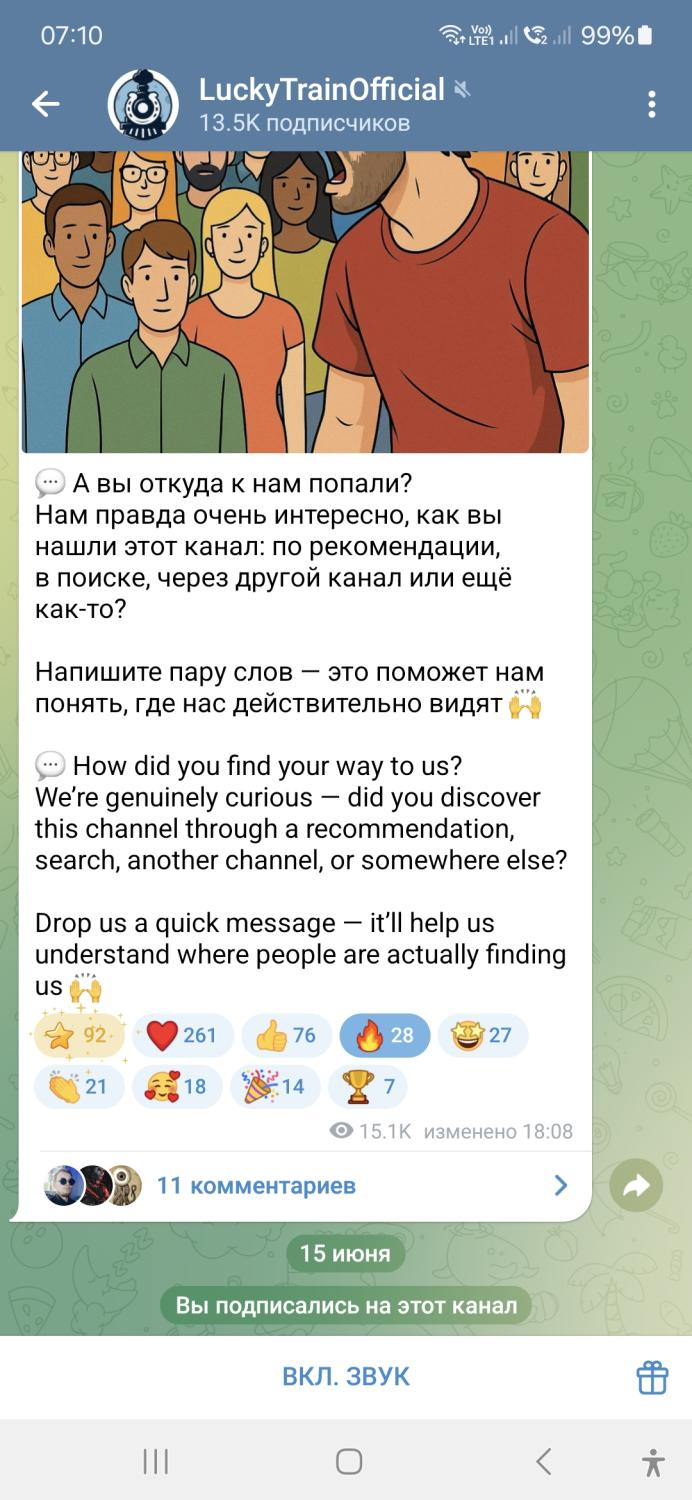 07:10
Vo))
LTE1
2
99%
LuckyTrainOfficial
13.5K подписчиков
💬 А вы откуда к нам попали?
Нам правда очень интересно, как вы
нашли этот канал: по рекомендации,
в поиске, через другой канал или ещё
как-то?
Напишите пару слов — это поможет нам
понять, где нас действительно видят 🙌
💬 How did you find your way to us?
We’re genuinely curious — did you discover
this channel through a recommendation,
search, another channel, or somewhere else?
Drop us a quick message — it’ll help us
understand where people are actually finding
us 🙌
⭐ 92 ❤️ 261 👍 76 🔥 28 🤩 27
👏 21 🥰 18 🎉 14 🏆 7
15.1K изменено 18:08
11 комментариев
15 июня
Вы подписались на этот канал
ВКЛ. ЗВУК